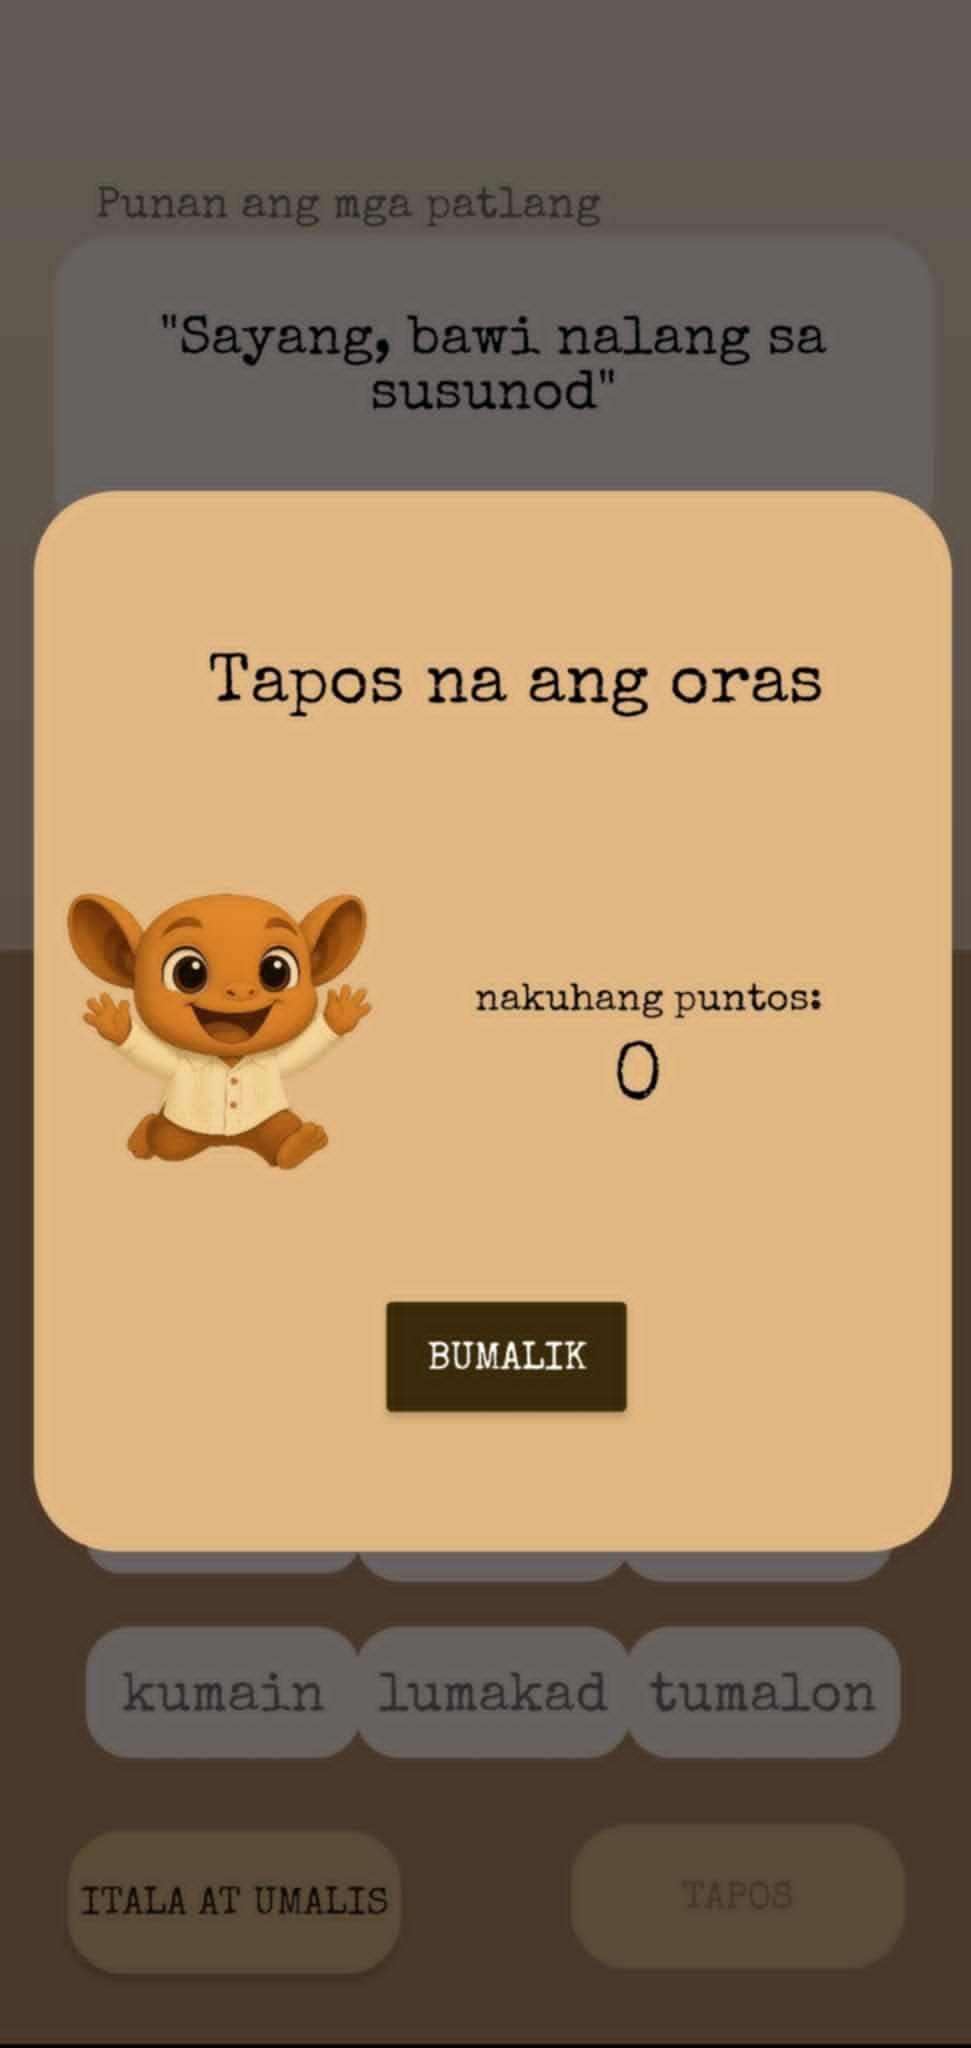 Punan ang mga patlang
"Sayang, bawi nalang sa
susunod"
Tapos na ang oras
nakuhang puntos:
0
BUMALIK
kumain lumakad tumalon
ITALA AT UMALIS TAPOS